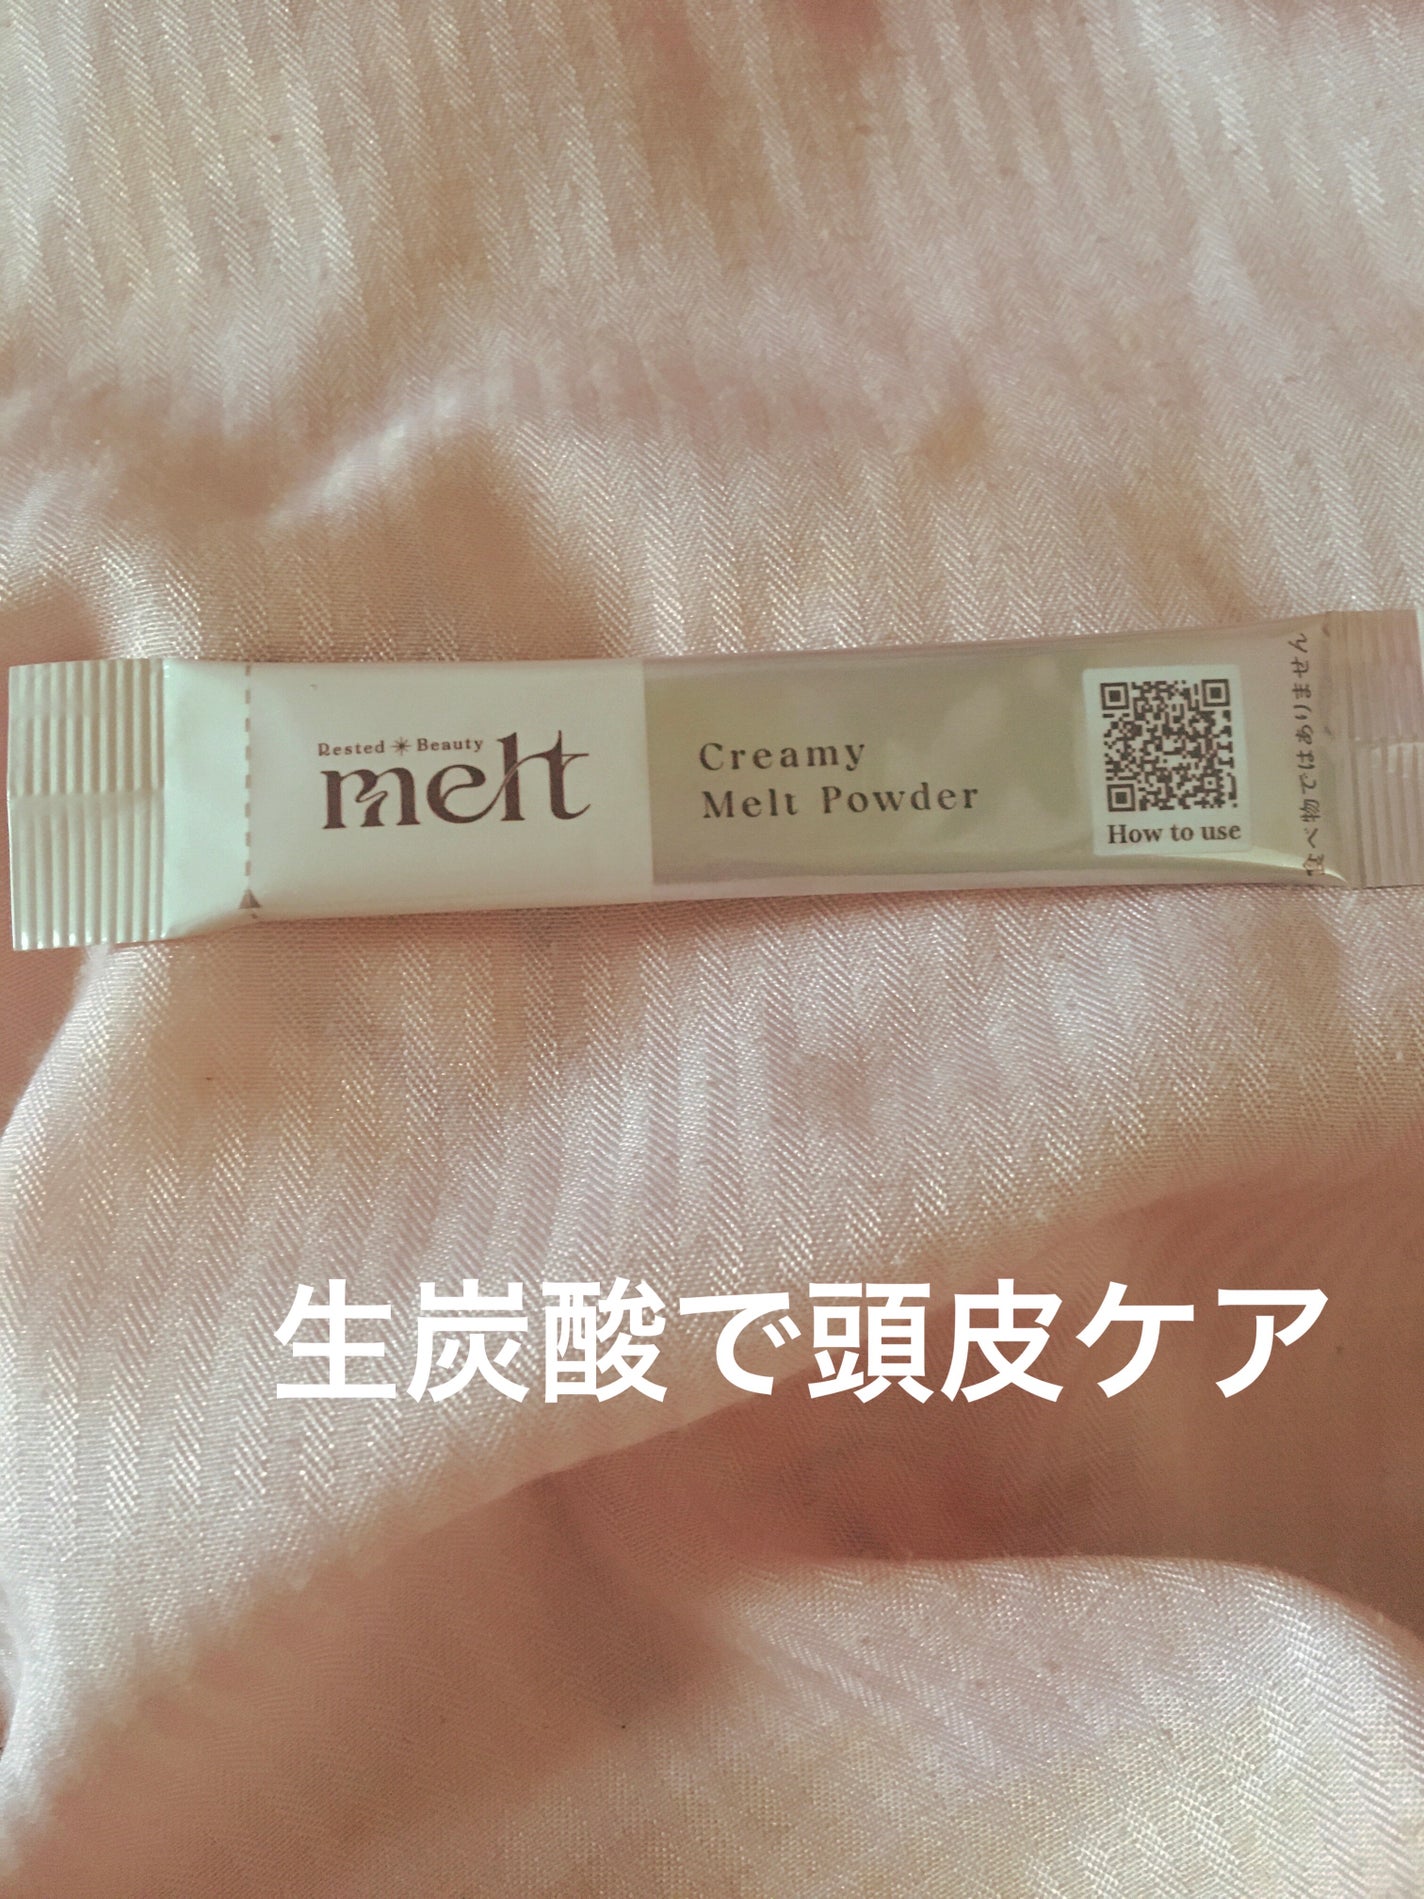 Rested Beauty
melt
Creamy
Melt Powder
How to use
食べ物ではありません
生炭酸で頭皮ケア